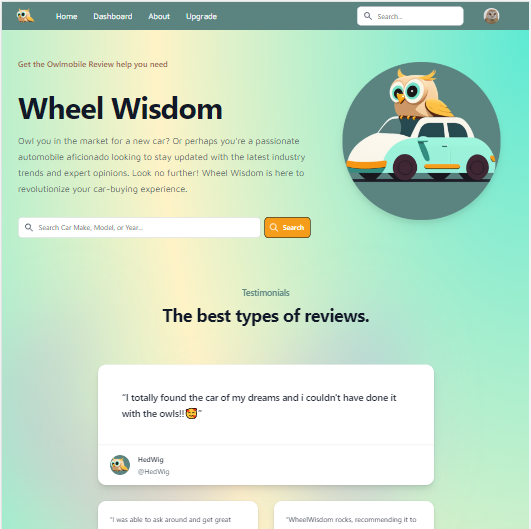 Home Dashboard About Upgrade Search...
Get the Owlmobile Review help you need
Wheel Wisdom
Owl you in the market for a new car? Or perhaps you're a passionate
automobile aficionado looking to stay updated with the latest industry
trends and expert opinions. Look no further! Wheel Wisdom is here to
revolutionize your car-buying experience.
Search Car Make, Model, or Year... Search
Testimonials
The best types of reviews.
“I totally found the car of my dreams and i couldn't have done it
with the owls!!🥰”
HedWig
@HedWig
“I was able to ask around and get great
“WheelWisdom rocks, recommending it to